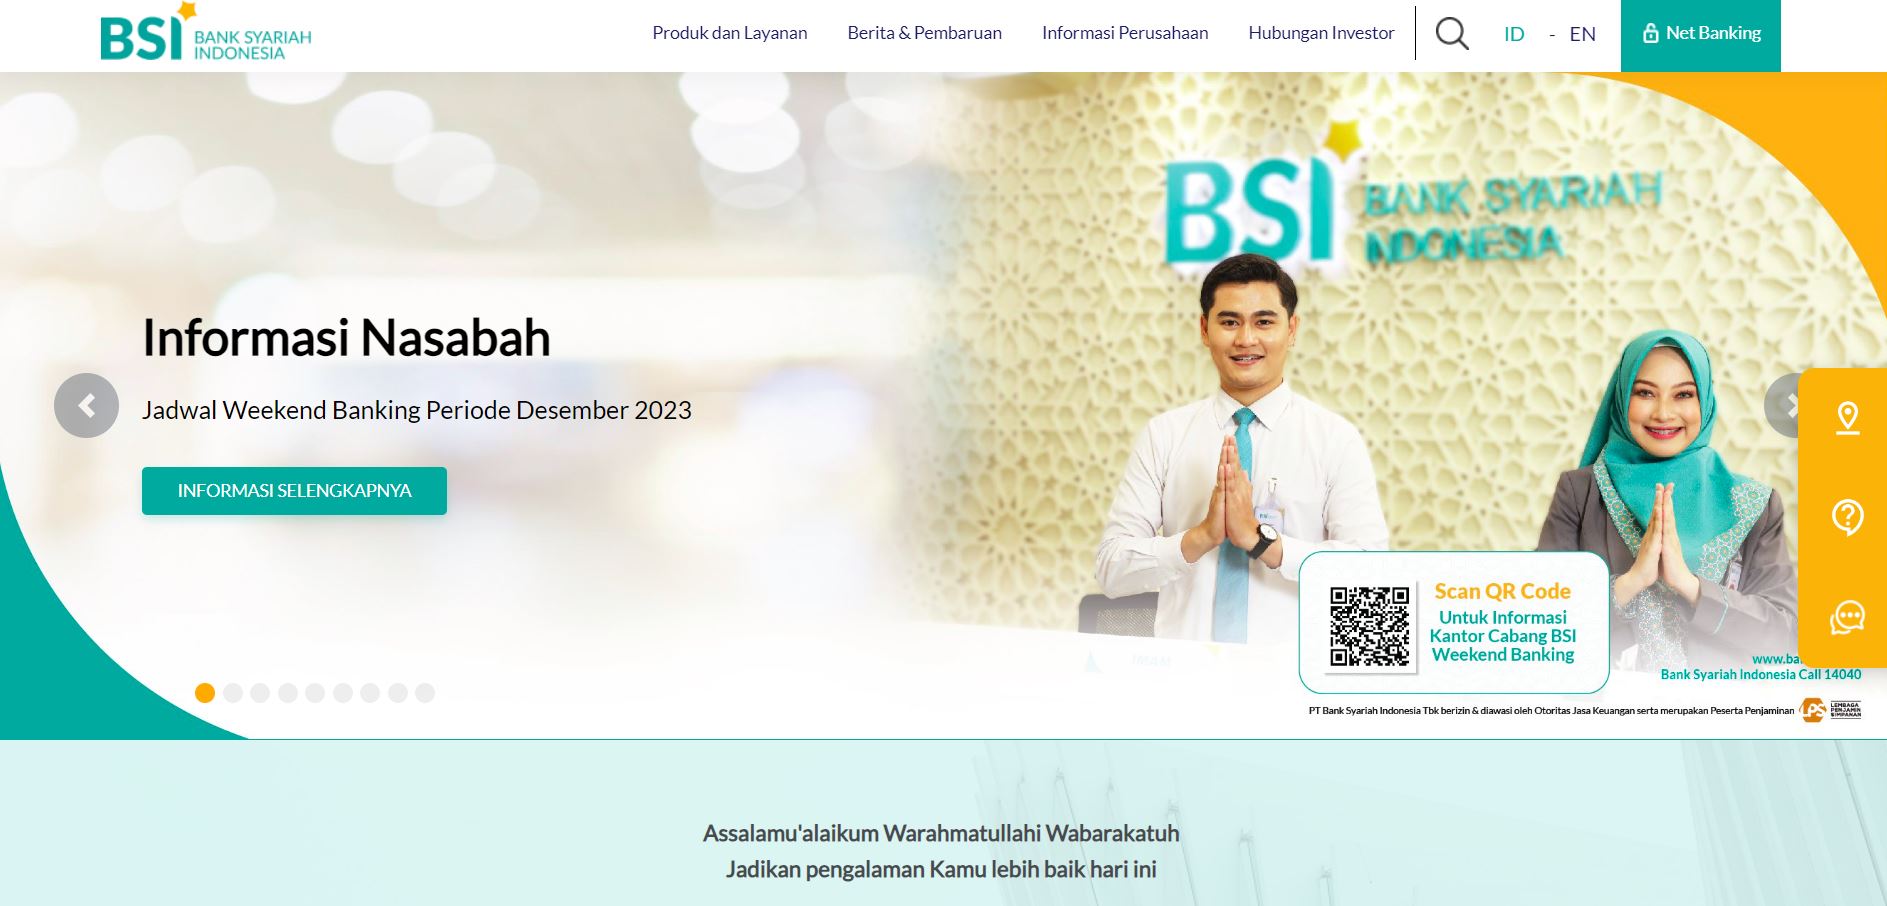 BSI BANK SYARIAH
INDONESIA
Produk dan Layanan
Berita & Pembaruan
Informasi Perusahaan
Hubungan Investor
ID - EN
Net Banking
BSI BANK SYARIAH
INDONESIA
Informasi Nasabah
Jadwal Weekend Banking Periode Desember 2023
INFORMASI SELENGKAPNYA
Scan QR Code
Untuk Informasi
Kantor Cabang BSI
Weekend Banking
www.ba
Bank Syariah Indonesia Call 14040
PT Bank Syariah Indonesia Tbk berizin & diawasi oleh Otoritas Jasa Keuangan serta merupakan Peserta Penjaminan
LPS LEMBAGA
PENJAMIN
SIMPANAN
Assalamu'alaikum Warahmatullahi Wabarakatuh
Jadikan pengalaman Kamu lebih baik hari ini